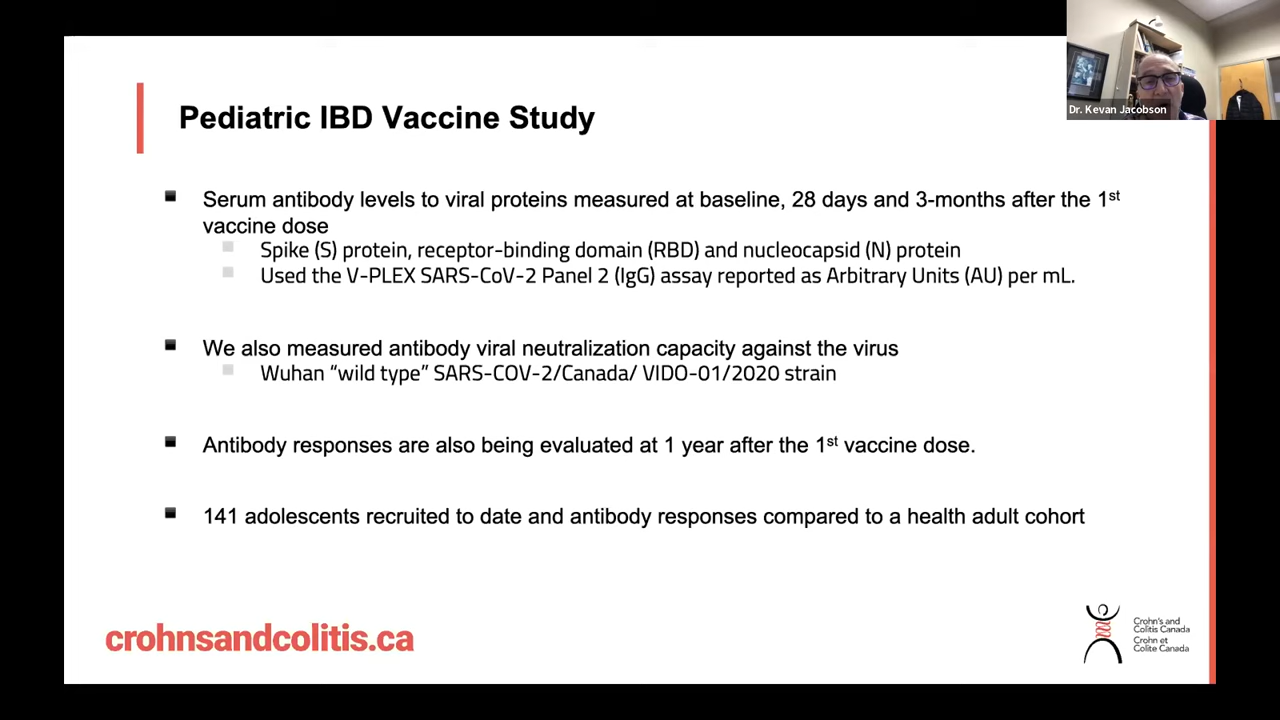 Dr. Kevan Jacobson
Pediatric IBD Vaccine Study
Serum antibody levels to viral proteins measured at baseline, 28 days and 3-months after the 1st
vaccine dose
Spike (S) protein, receptor-binding domain (RBD) and nucleocapsid (N) protein
Used the V-PLEX SARS-CoV-2 Panel 2 (IgG) assay reported as Arbitrary Units (AU) per mL.
We also measured antibody viral neutralization capacity against the virus
Wuhan “wild type” SARS-COV-2/Canada/ VIDO-01/2020 strain
Antibody responses are also being evaluated at 1 year after the 1st vaccine dose.
141 adolescents recruited to date and antibody responses compared to a health adult cohort
crohnsandcolitis.ca
Crohn's and
Colitis Canada
Crohn et
Colite Canada